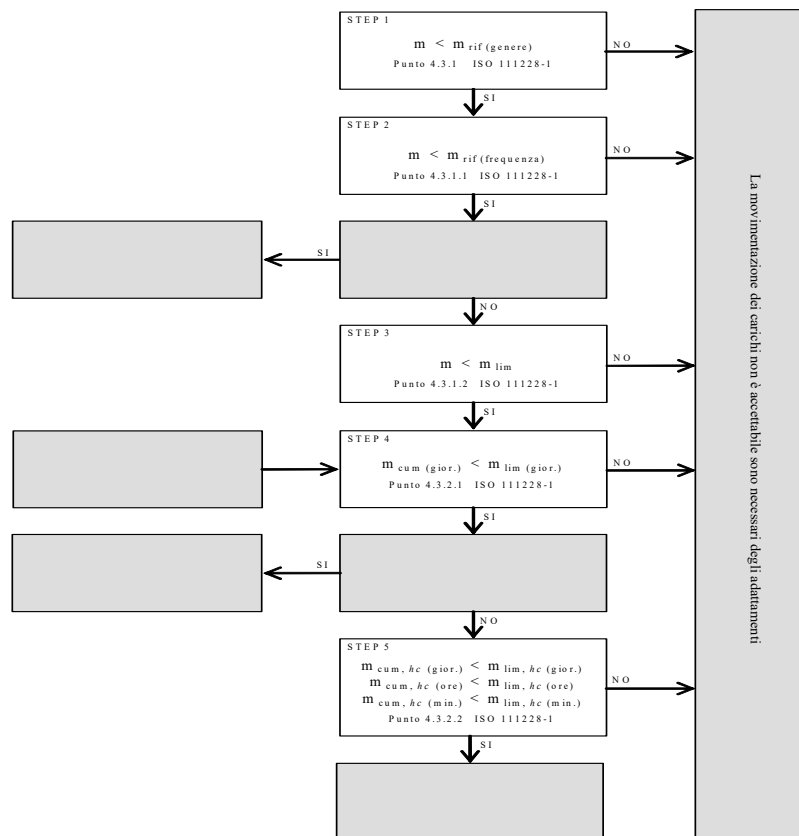 STEP 1
m < m rif (genere)
Punto 4.3.1 ISO 111228-1
NO
SI
STEP 2
m < m rif (frequenza)
Punto 4.3.1.1 ISO 111228-1
NO
SI
SI
NO
STEP 3
m < m lim
Punto 4.3.1.2 ISO 111228-1
NO
SI
STEP 4
m cum (gior.) < m lim (gior.)
Punto 4.3.2.1 ISO 111228-1
NO
SI
SI
NO
STEP 5
m cum, hc (gior.) < m lim, hc (gior.)
m cum, hc (ore) < m lim, hc (ore)
m cum, hc (min.) < m lim, hc (min.)
Punto 4.3.2.2 ISO 111228-1
NO
SI
La movimentazione dei carichi non è accettabile sono necessari degli adattamenti